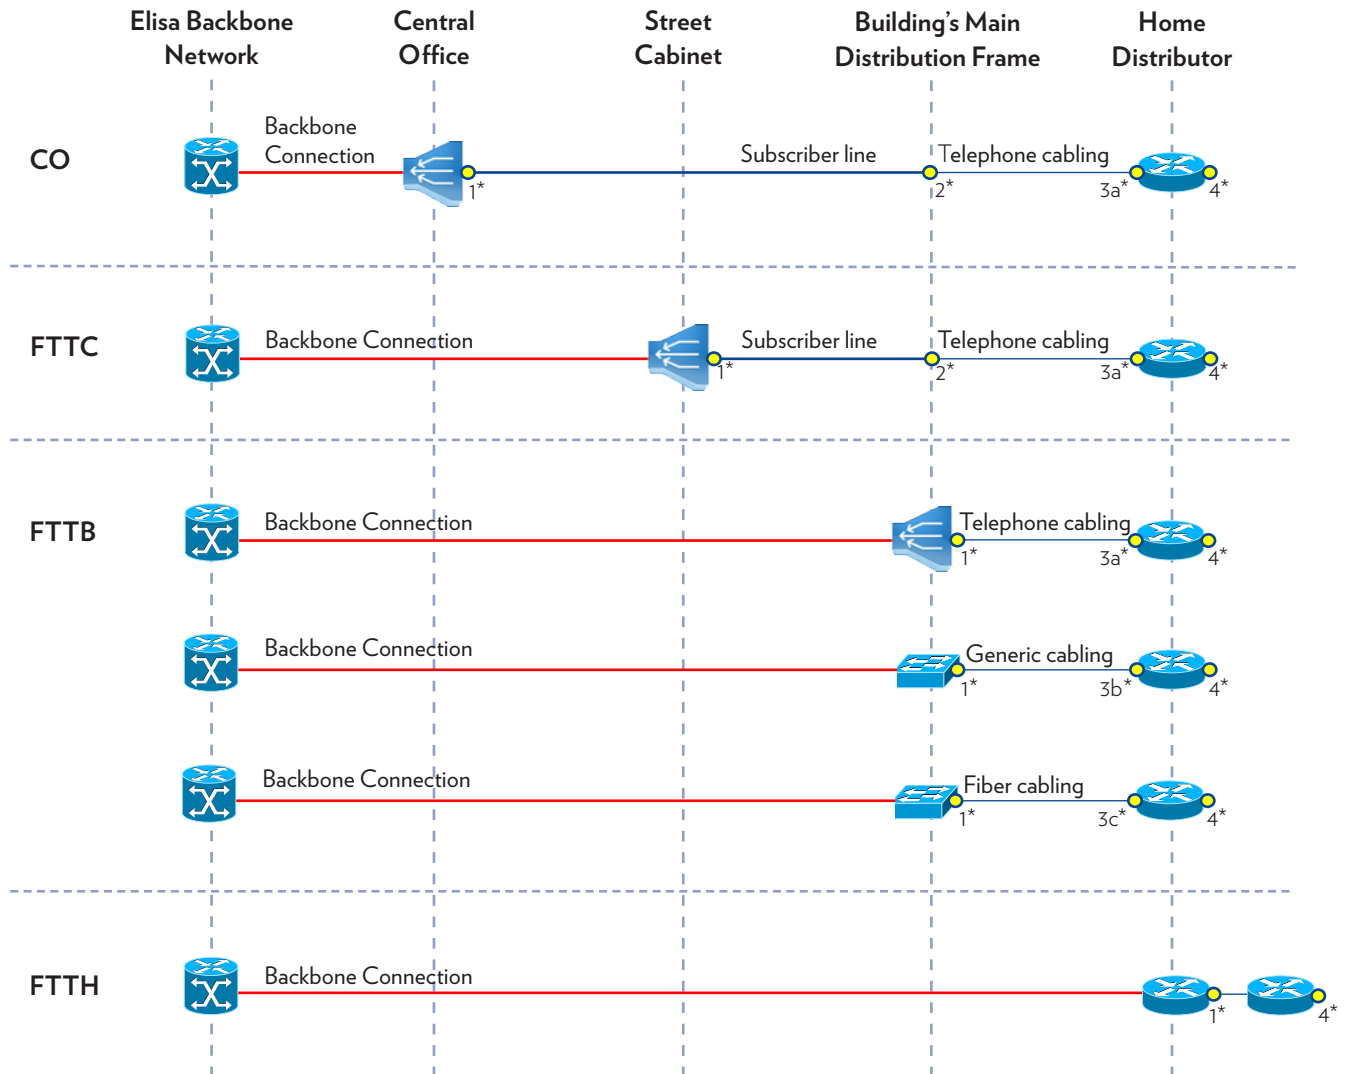 Elisa Backbone
Network
Central
Office
Street
Cabinet
Building's Main
Distribution Frame
Home
Distributor
CO
Backbone
Connection
Subscriber line
Telephone cabling
1*
2*
3a*
4*
FTTC
Backbone Connection
Subscriber line
Telephone cabling
1*
2*
3a*
4*
FTTB
Backbone Connection
Telephone cabling
1*
3a*
4*
Backbone Connection
Generic cabling
1*
3b*
4*
Backbone Connection
Fiber cabling
1*
3c*
4*
FTTH
Backbone Connection
1*
4*